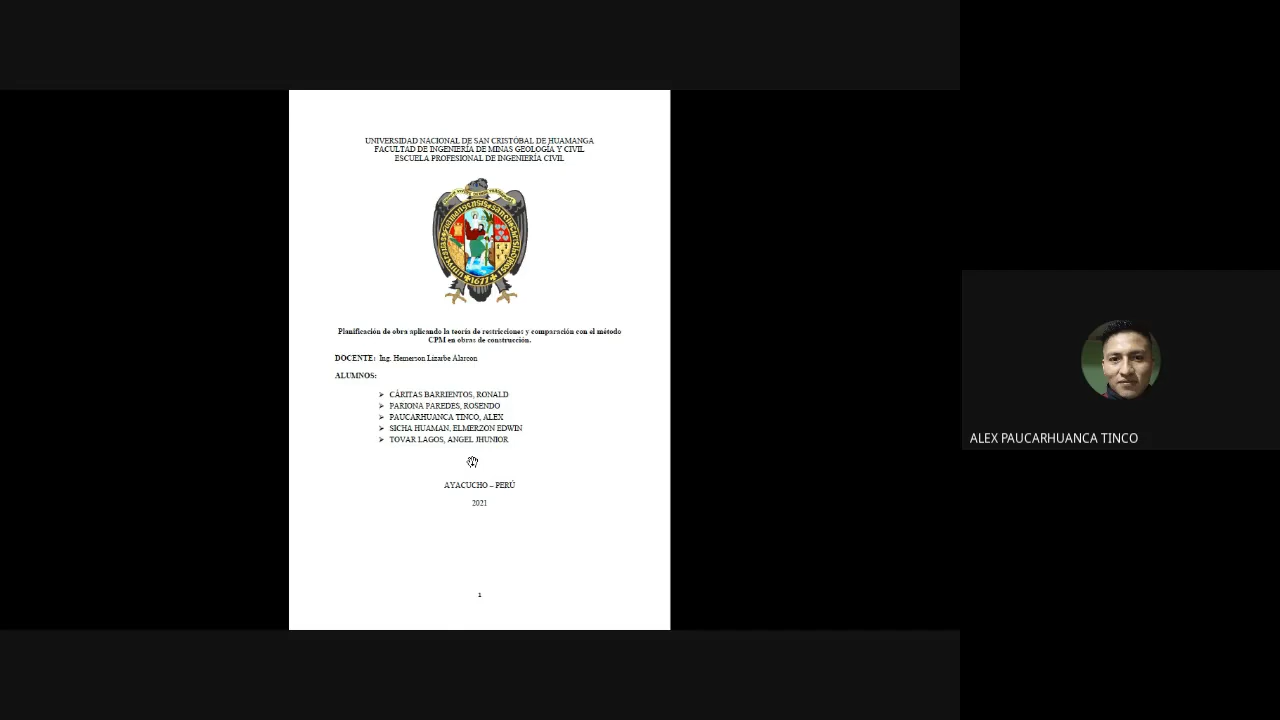 UNIVERSIDAD NACIONAL DE SAN CRISTÓBAL DE HUAMANGA
FACULTAD DE INGENIERÍA DE MINAS GEOLOGÍA Y CIVIL
ESCUELA PROFESIONAL DE INGENIERÍA CIVIL
1677
Planificación de obra aplicando la teoría de restricciones y comparación con el método
CPM en obras de construcción.
DOCENTE: Ing. Hemerson Lizarbe Alarcon
ALUMNOS:
➢ CÁRITAS BARRIENTOS, RONALD
➢ PARIONA PAREDES, ROSENDO
➢ PAUCARHUANCA TINCO, ALEX
➢ SICHA HUAMAN, ELMERZON EDWIN
➢ TOVAR LAGOS, ANGEL JHUNIOR
AYACUCHO – PERÚ
2021
1
ALEX PAUCARHUANCA TINCO